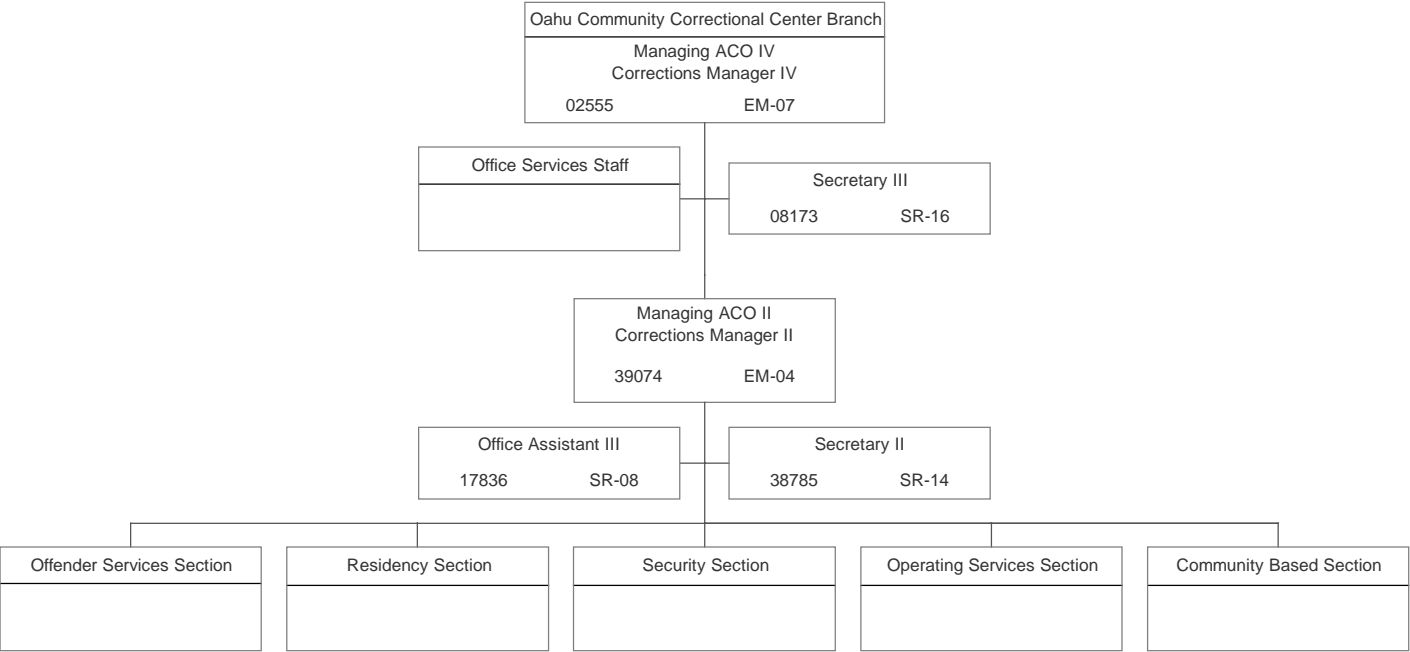 Oahu Community Correctional Center Branch
Managing ACO IV
Corrections Manager IV
02555 EM-07
Office Services Staff
Secretary III
08173 SR-16
Managing ACO II
Corrections Manager II
39074 EM-04
Office Assistant III
17836 SR-08
Secretary II
38785 SR-14
Offender Services Section
Residency Section
Security Section
Operating Services Section
Community Based Section